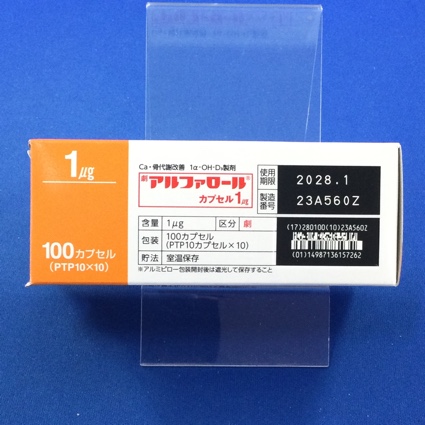 1μg
100カプセル
(PTP10×10)
Ca・骨代謝改善 1α-OH-D₃製剤
劇 アルファロール®
カプセル1μg
使用期限 2028.1
製造番号 23A560Z
含量 1μg 区分 劇
包装 100カプセル
(PTP10カプセル×10)
貯法 室温保存
※アルミピロー包装開封後は遮光して保存すること
(17)280100(10)23A560Z
(01)14987136157262